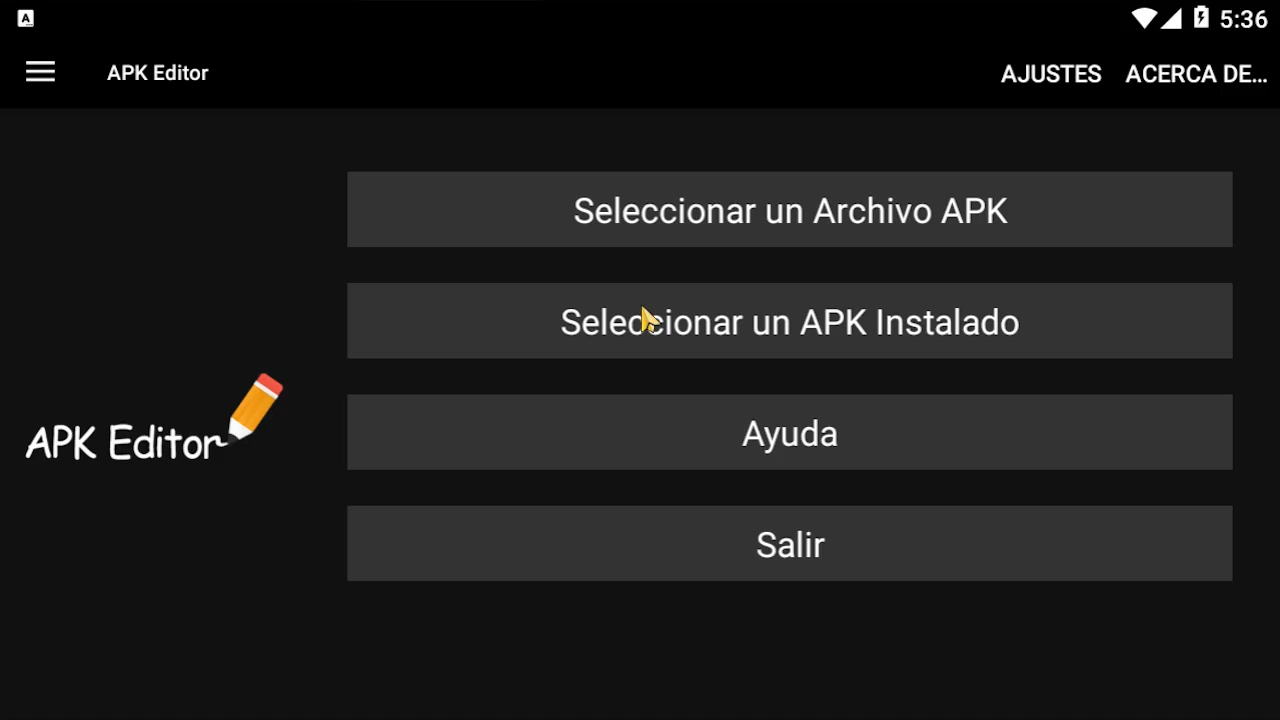 A
5:36
APK Editor
AJUSTES
ACERCA DE...
Seleccionar un Archivo APK
Seleccionar un APK Instalado
APK Editor
Ayuda
Salir